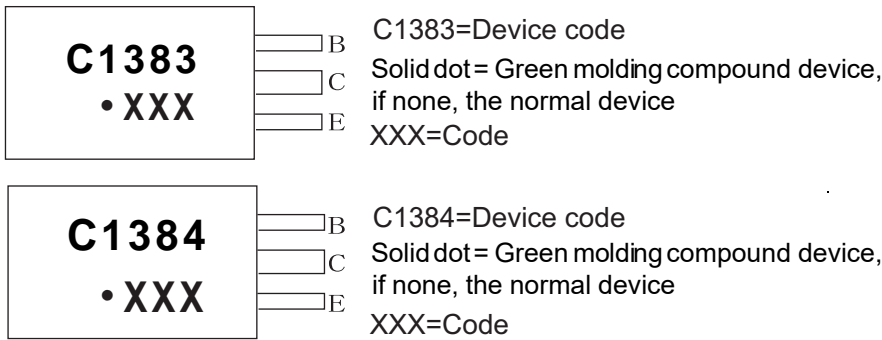 C1383
•XXX
B
C
E
C1383=Device code
Solid dot = Green molding compound device,
if none, the normal device
XXX=Code
C1384
•XXX
B
C
E
C1384=Device code
Solid dot = Green molding compound device,
if none, the normal device
XXX=Code